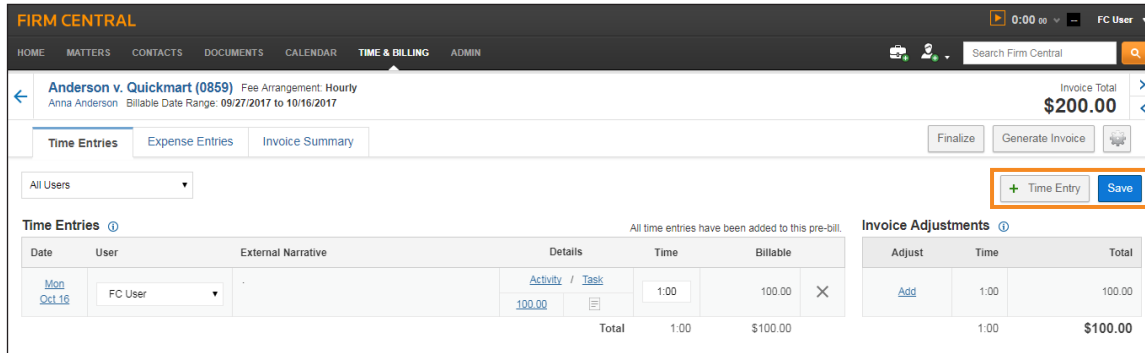 FIRM CENTRAL
0:00 00
FC User
HOME MATTERS CONTACTS DOCUMENTS CALENDAR TIME & BILLING ADMIN
Search Firm Central
Anderson v. Quickmart (0859) Fee Arrangement: Hourly
Invoice Total
Anna Anderson Billable Date Range: 09/27/2017 to 10/16/2017
$200.00
Time Entries Expense Entries Invoice Summary
Finalize Generate Invoice
All Users
+ Time Entry Save
Time Entries
All time entries have been added to this pre-bill.
Invoice Adjustments
Date User External Narrative Details Time Billable
Adjust Time Total
Mon
Oct 16
FC User
.
Activity / Task
100.00
1:00
100.00
Add 1:00 100.00
Total 1:00 $100.00
1:00 $100.00